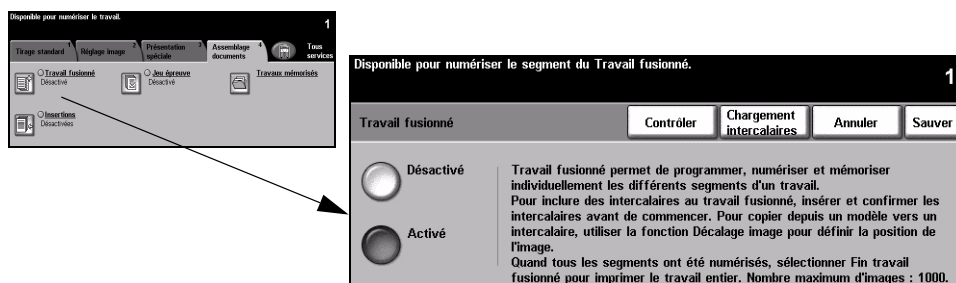 Disponible pour numériser le travail.
1
Tirage standard 1
Réglage image 2
Présentation spéciale 3
Assemblage documents 4
Tous services
Travail fusionné
Désactivé
Jeu épreuve
Désactivé
Travaux mémorisés
Insertions
Désactivées
Disponible pour numériser le segment du Travail fusionné.
1
Travail fusionné
Contrôler
Chargement intercalaires
Annuler
Sauver
Désactivé
Activé
Travail fusionné permet de programmer, numériser et mémoriser
individuellement les différents segments d'un travail.
Pour inclure des intercalaires au travail fusionné, insérer et confirmer les
intercalaires avant de commencer. Pour copier depuis un modèle vers un
intercalaire, utiliser la fonction Décalage image pour définir la position de
l'image.
Quand tous les segments ont été numérisés, sélectionner Fin travail
fusionné pour imprimer le travail entier. Nombre maximum d'images : 1000.